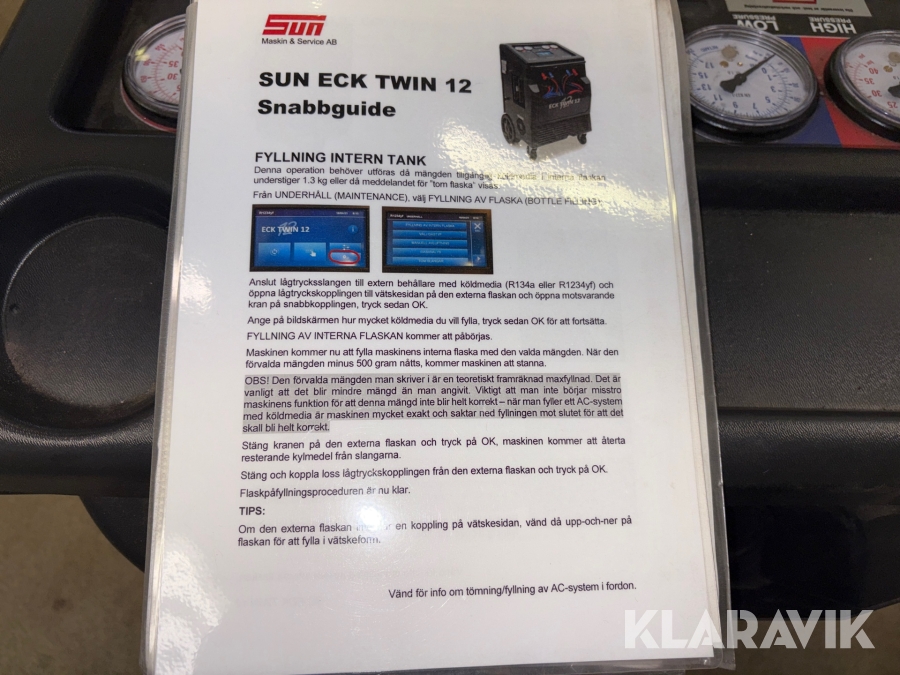 Sun
Maskin & Service AB
LOW
PRESSURE
HIGH
PRESSURE
SUN ECK TWIN 12
Snabbguide
ECK TWIN 12
FYLLNING INTERN TANK
Denna operation behöver utföras då mängden tillgänglig köldmedia i interna flaskan
understiger 1.3 kg eller då meddelandet för "tom flaska" visas.
Från UNDERHÅLL (MAINTENANCE), välj FYLLNING AV FLASKA (BOTTLE FILLING)
ECK TWIN 12
Anslut lågtrycksslangen till extern behållare med köldmedia (R134a eller R1234yf) och
öppna lågtryckskopplingen till vätskesidan på den externa flaskan och öppna motsvarande
kran på snabbkopplingen, tryck sedan OK.
Ange på bildskärmen hur mycket köldmedia du vill fylla, tryck sedan OK för att fortsätta.
FYLLNING AV INTERNA FLASKAN kommer att påbörjas.
Maskinen kommer nu att fylla maskinens interna flaska med den valda mängden. När den
förvalda mängden minus 500 gram nåtts, kommer maskinen att stanna.
OBS! Den förvalda mängden man skriver i är en teoretiskt framräknad maxfyllnad. Det är
vanligt att det blir mindre mängd än man angivit. Viktigt att man inte börjar misstro
maskinens funktion för att denna mängd inte blir helt korrekt – när man fyller ett AC-system
med köldmedia är maskinen mycket exakt och saktar ned fyllningen mot slutet för att det
skall bli helt korrekt.
Stäng kranen på den externa flaskan och tryck på OK, maskinen kommer att återta
resterande kylmedel från slangarna.
Stäng och koppla loss lågtryckskopplingen från den externa flaskan och tryck på OK.
Flaskpåfyllningsproceduren är nu klar.
TIPS:
Om den externa flaskan en koppling på vätskesidan, vänd då upp-och-ner på
flaskan för att fylla i vätskeform.
Vänd för info om tömning/fyllning av AC-system i fordon.
KLARAVIK